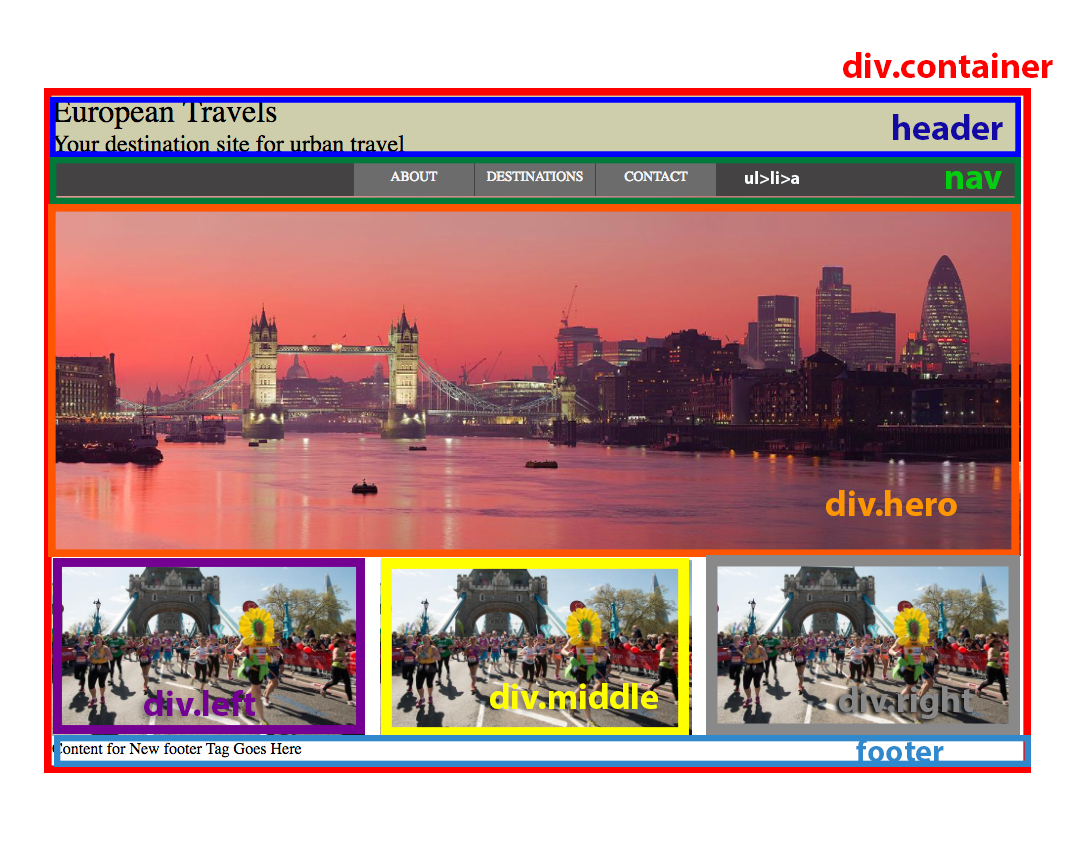 div.container
European Travels
header
Your destination site for urban travel
ABOUT DESTINATIONS CONTACT ul>li>a nav
div.hero
div.left div.middle div.right
Content for New footer Tag Goes Here footer